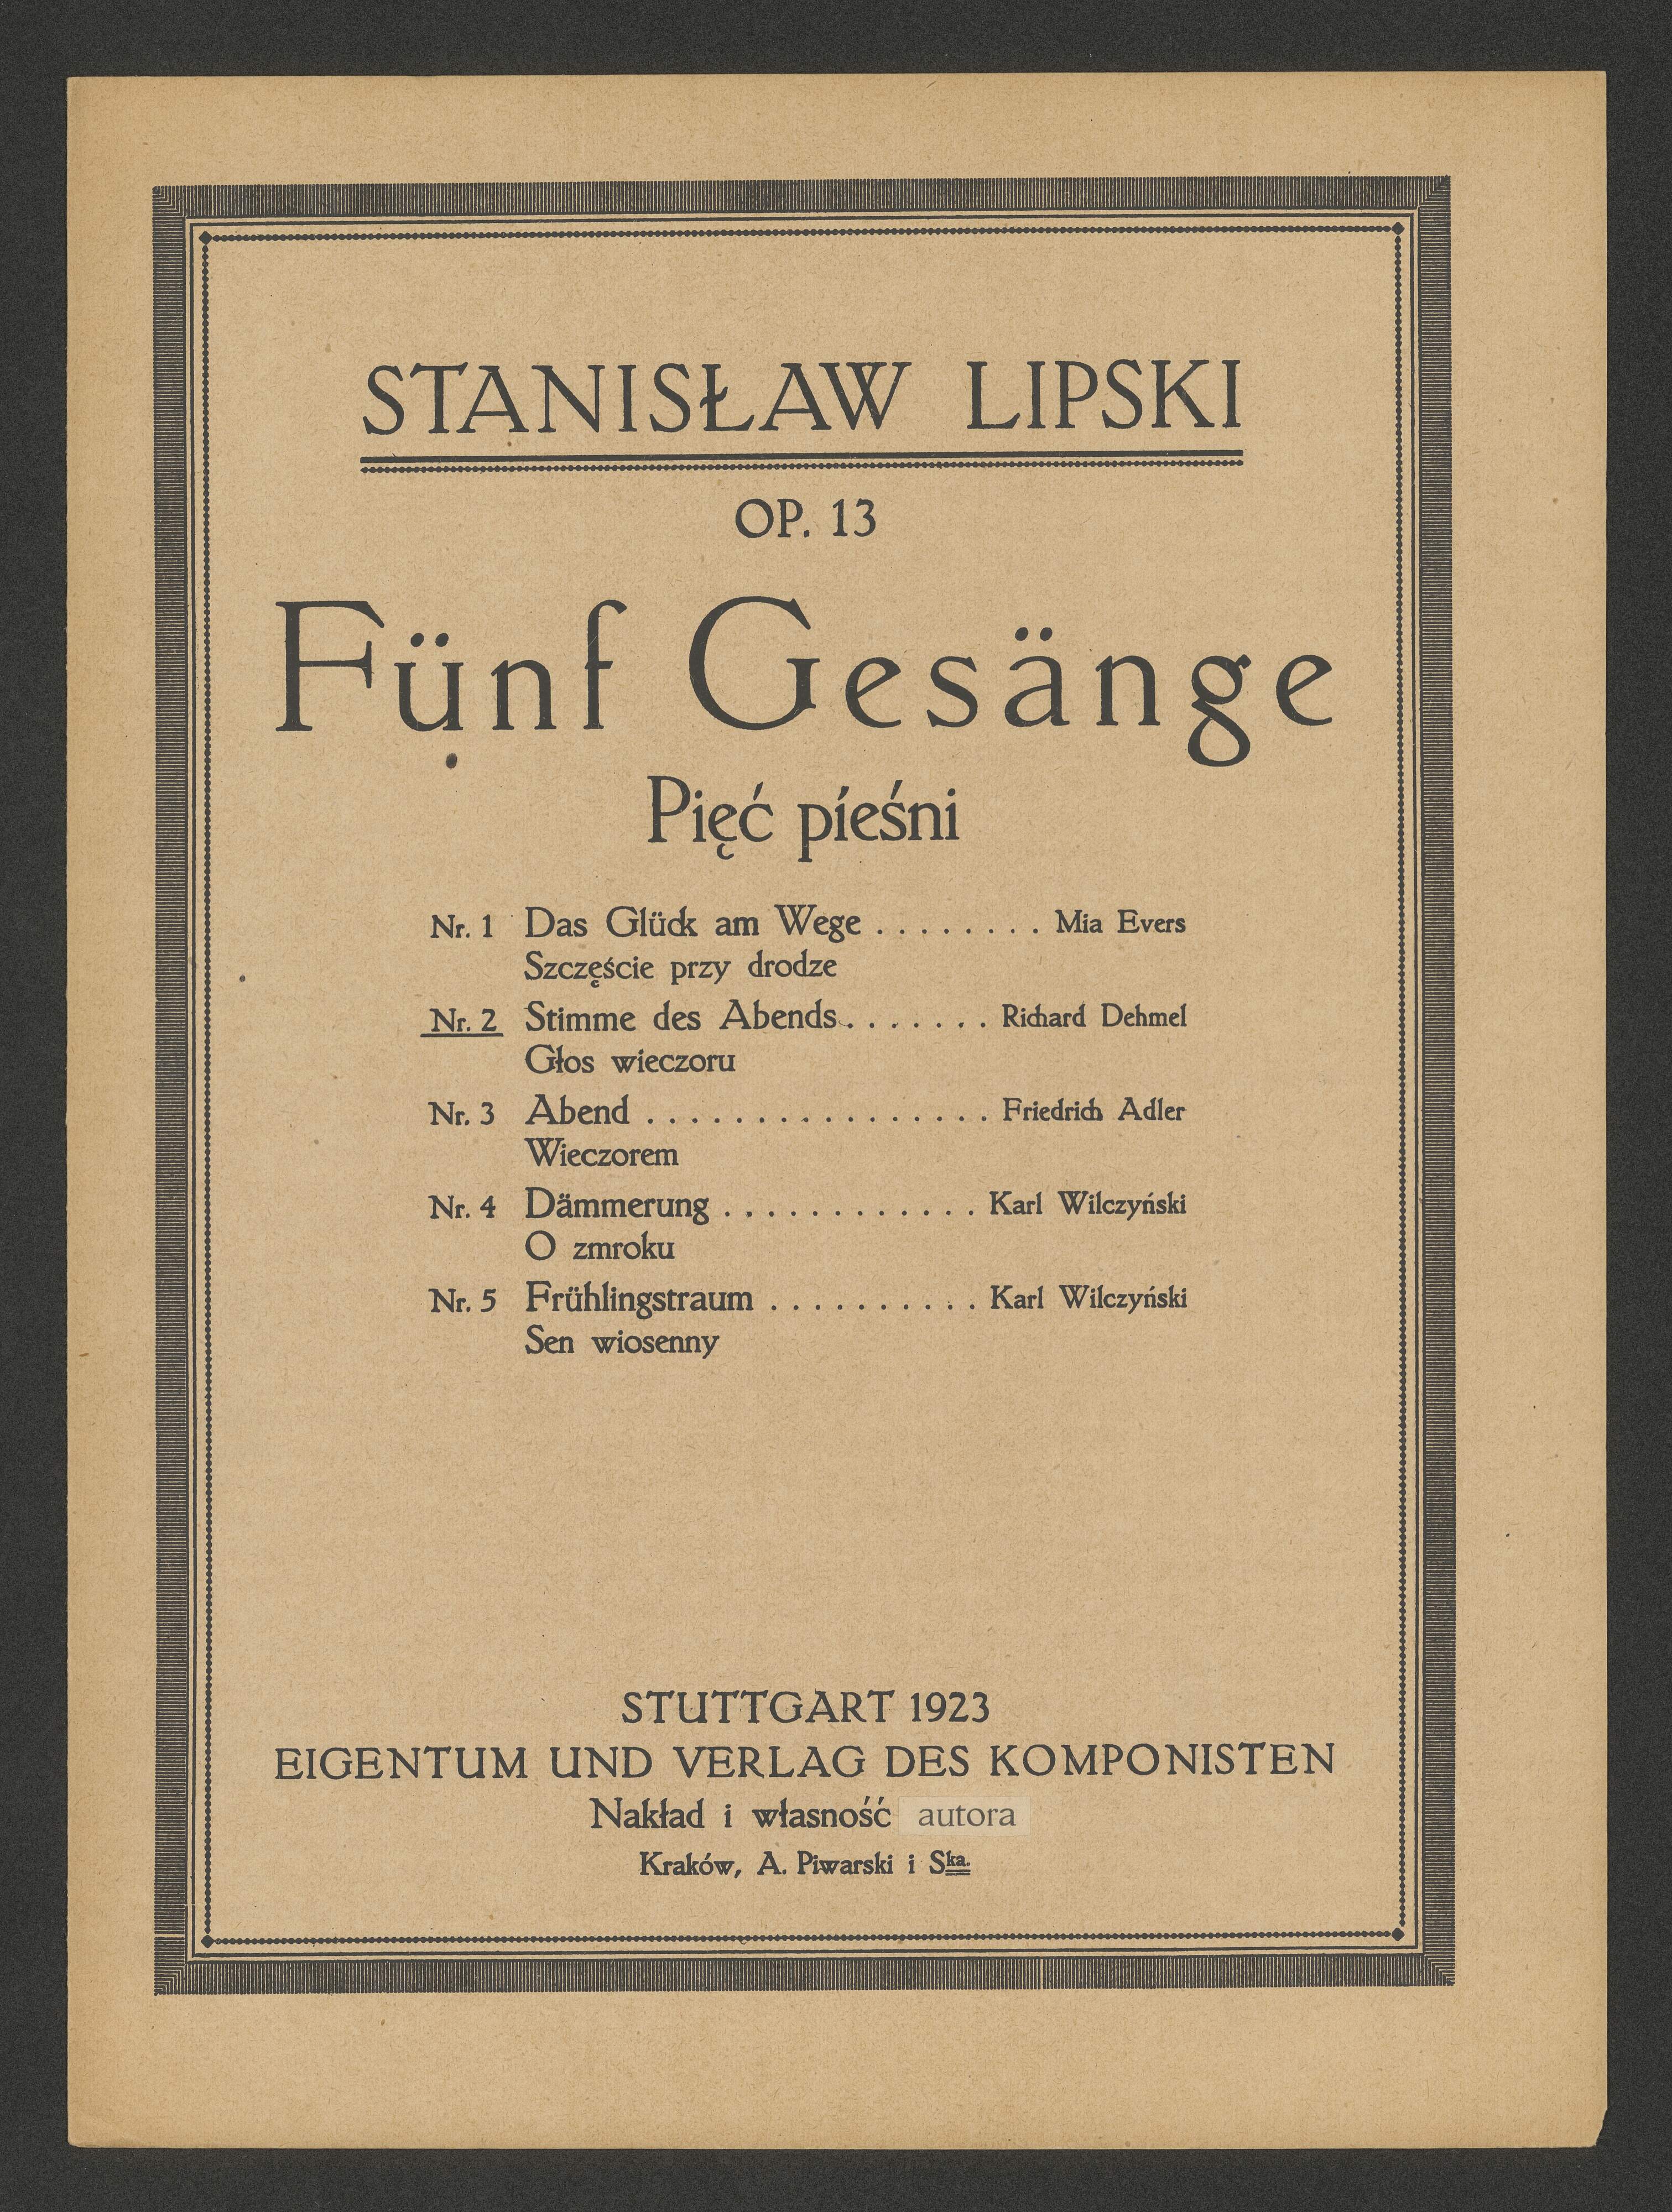 STANISŁAW LIPSKI
OP. 13
Fünf Gesänge
Pięć pieśni
Nr. 1 Das Glück am Wege . . . . . . . . Mia Evers
Szczęście przy drodze
Nr. 2 Stimme des Abends . . . . . . . Richard Dehmel
Głos wieczoru
Nr. 3 Abend . . . . . . . . . . . . . . . . Friedrich Adler
Wieczorem
Nr. 4 Dämmerung . . . . . . . . . . . . Karl Wilczyński
O zmroku
Nr. 5 Frühlingstraum . . . . . . . . . . Karl Wilczyński
Sen wiosenny
STUTTGART 1923
EIGENTUM UND VERLAG DES KOMPONISTEN
Nakład i własność autora
Kraków, A. Piwarski i Ska.